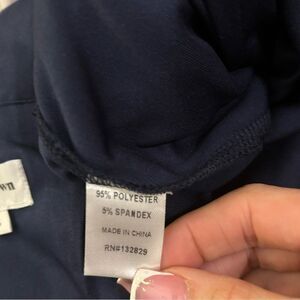 95% POLYESTER
5% SPANDEX
MADE IN CHINA
RN#132829